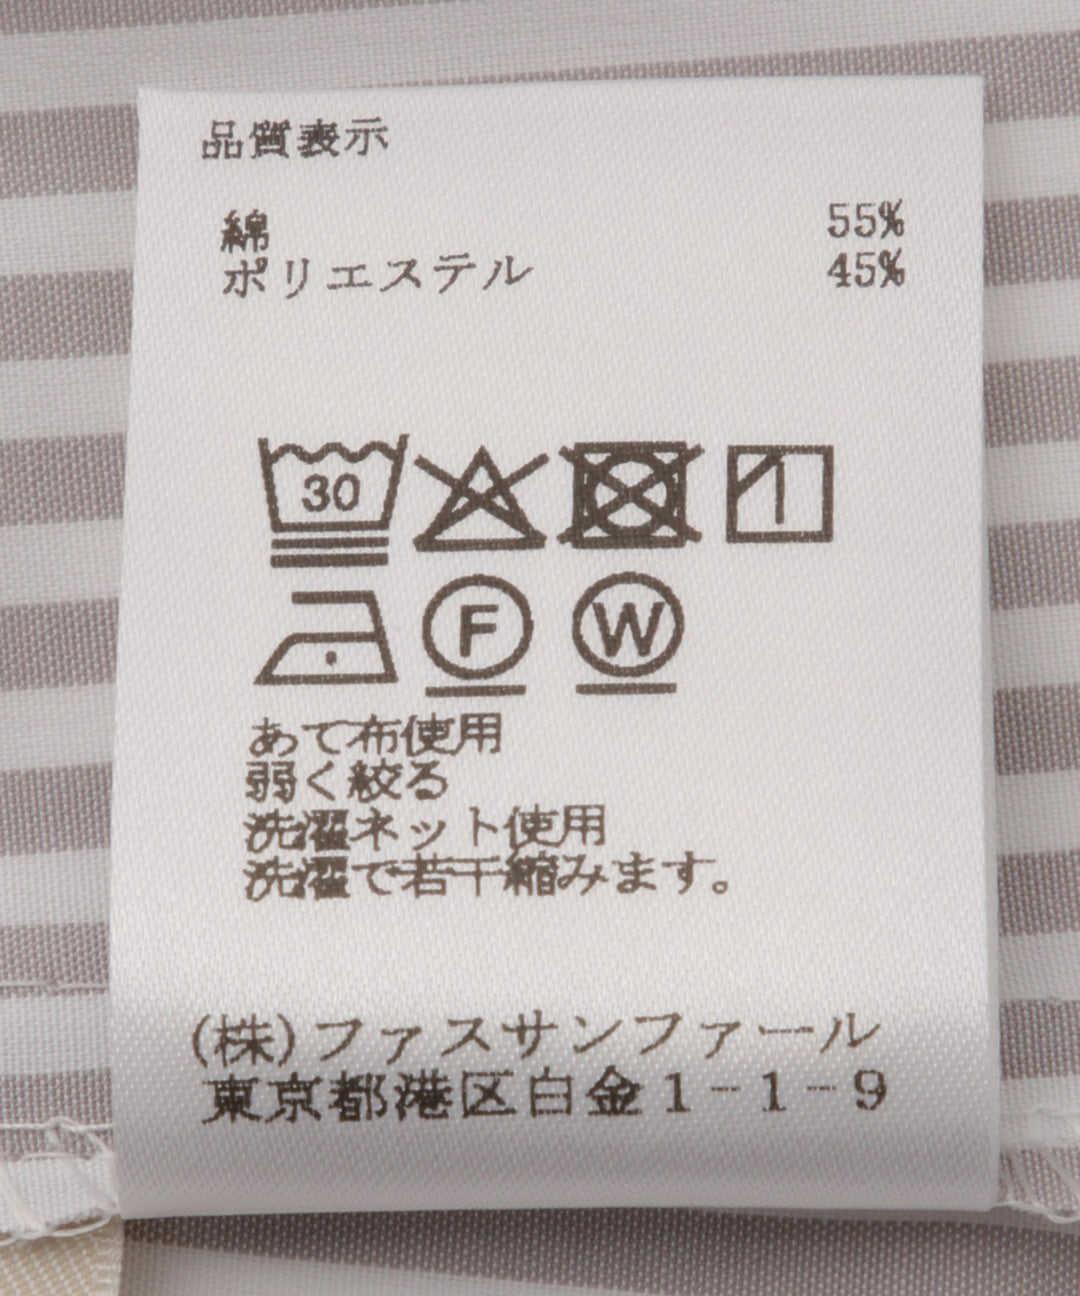 品質表示
綿 55%
ポリエステル 45%
30
F W
あて布使用
弱く絞る
洗濯ネット使用
洗濯で若干縮みます。
(株)ファスサンファール
東京都港区白金1-1-9